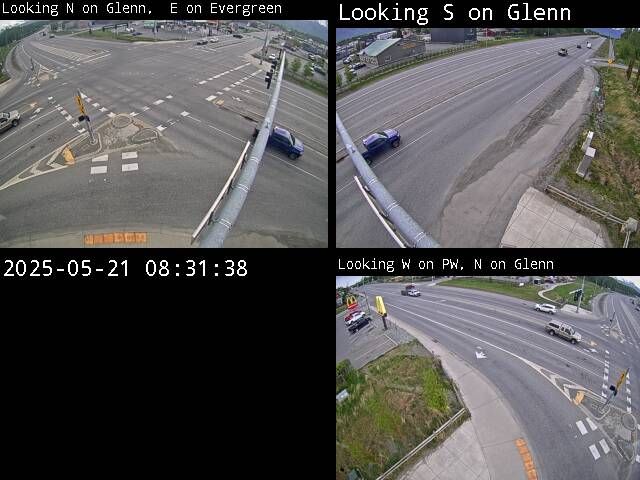 Looking N on Glenn,  E on Evergreen
Looking S on Glenn
2025-05-21 08:31:38
Looking W on PW, N on Glenn